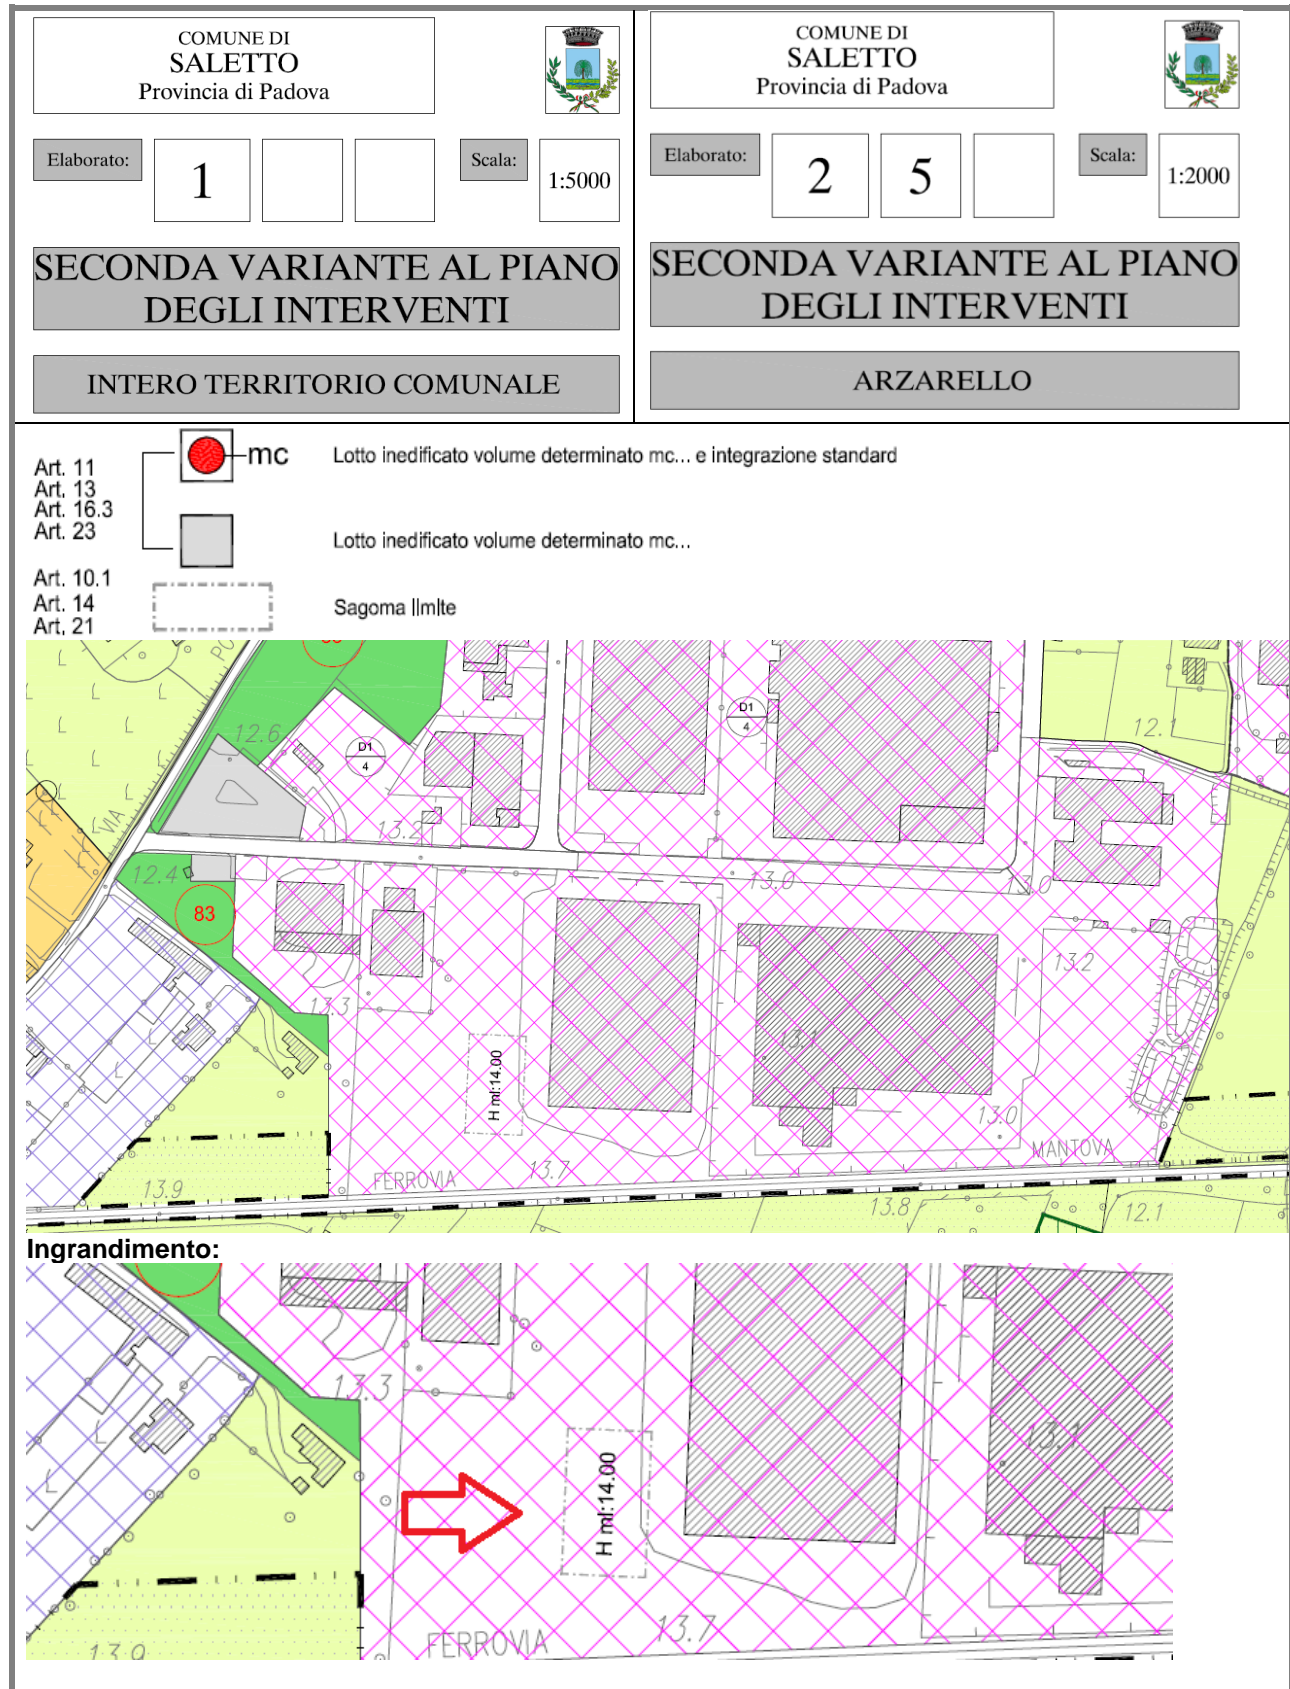 COMUNE DI
SALETTO
Provincia di Padova
Elaborato:
1
Scala:
1:5000
SECONDA VARIANTE AL PIANO
DEGLI INTERVENTI
INTERO TERRITORIO COMUNALE
COMUNE DI
SALETTO
Provincia di Padova
Elaborato:
2 5
Scala:
1:2000
SECONDA VARIANTE AL PIANO
DEGLI INTERVENTI
ARZARELLO
Art. 11
Art. 13
Art. 16.3
Art. 23
mc
Lotto inedificato volume determinato mc... e integrazione standard
Lotto inedificato volume determinato mc...
Art. 10.1
Art. 14
Art. 21
Sagoma limite
12.6
D1
4
D1
4
12.1
VIA
13.2
12.4
83
13.0
13.2
13.3
13.1
H ml:14.00
13.0
MANTOVA
FERROVIA
13.7
13.9
13.8
12.1
Ingrandimento:
13.3
13.1
H ml:14.00
FERROVIA
13.7
13.9